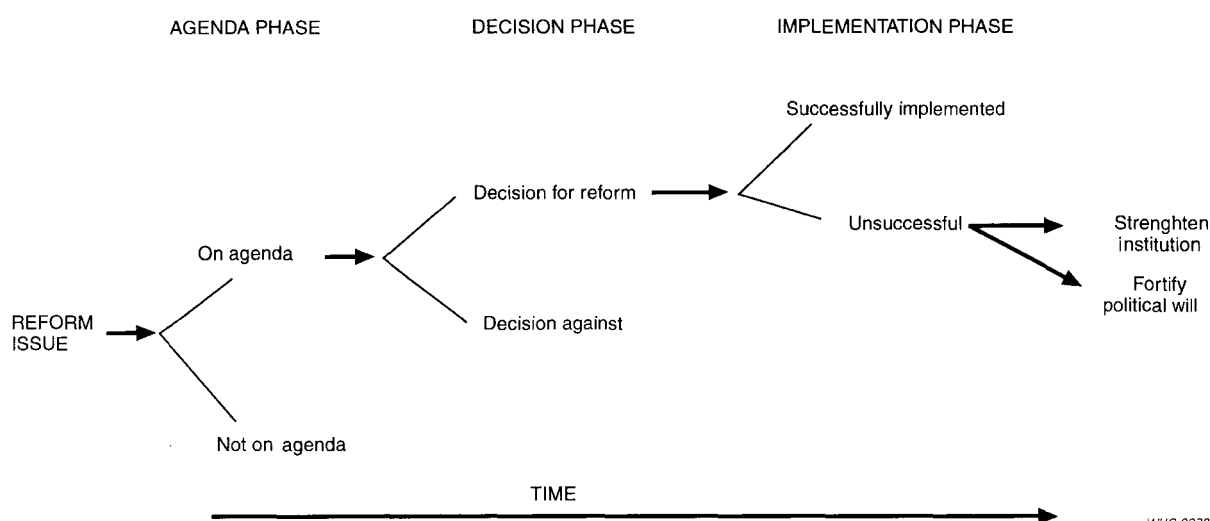 AGENDA PHASE
DECISION PHASE
IMPLEMENTATION PHASE
Successfully implemented
Decision for reform
Unsuccessful
Strenghten
institution
On agenda
Fortify
political will
REFORM
ISSUE
Decision against
Not on agenda
TIME